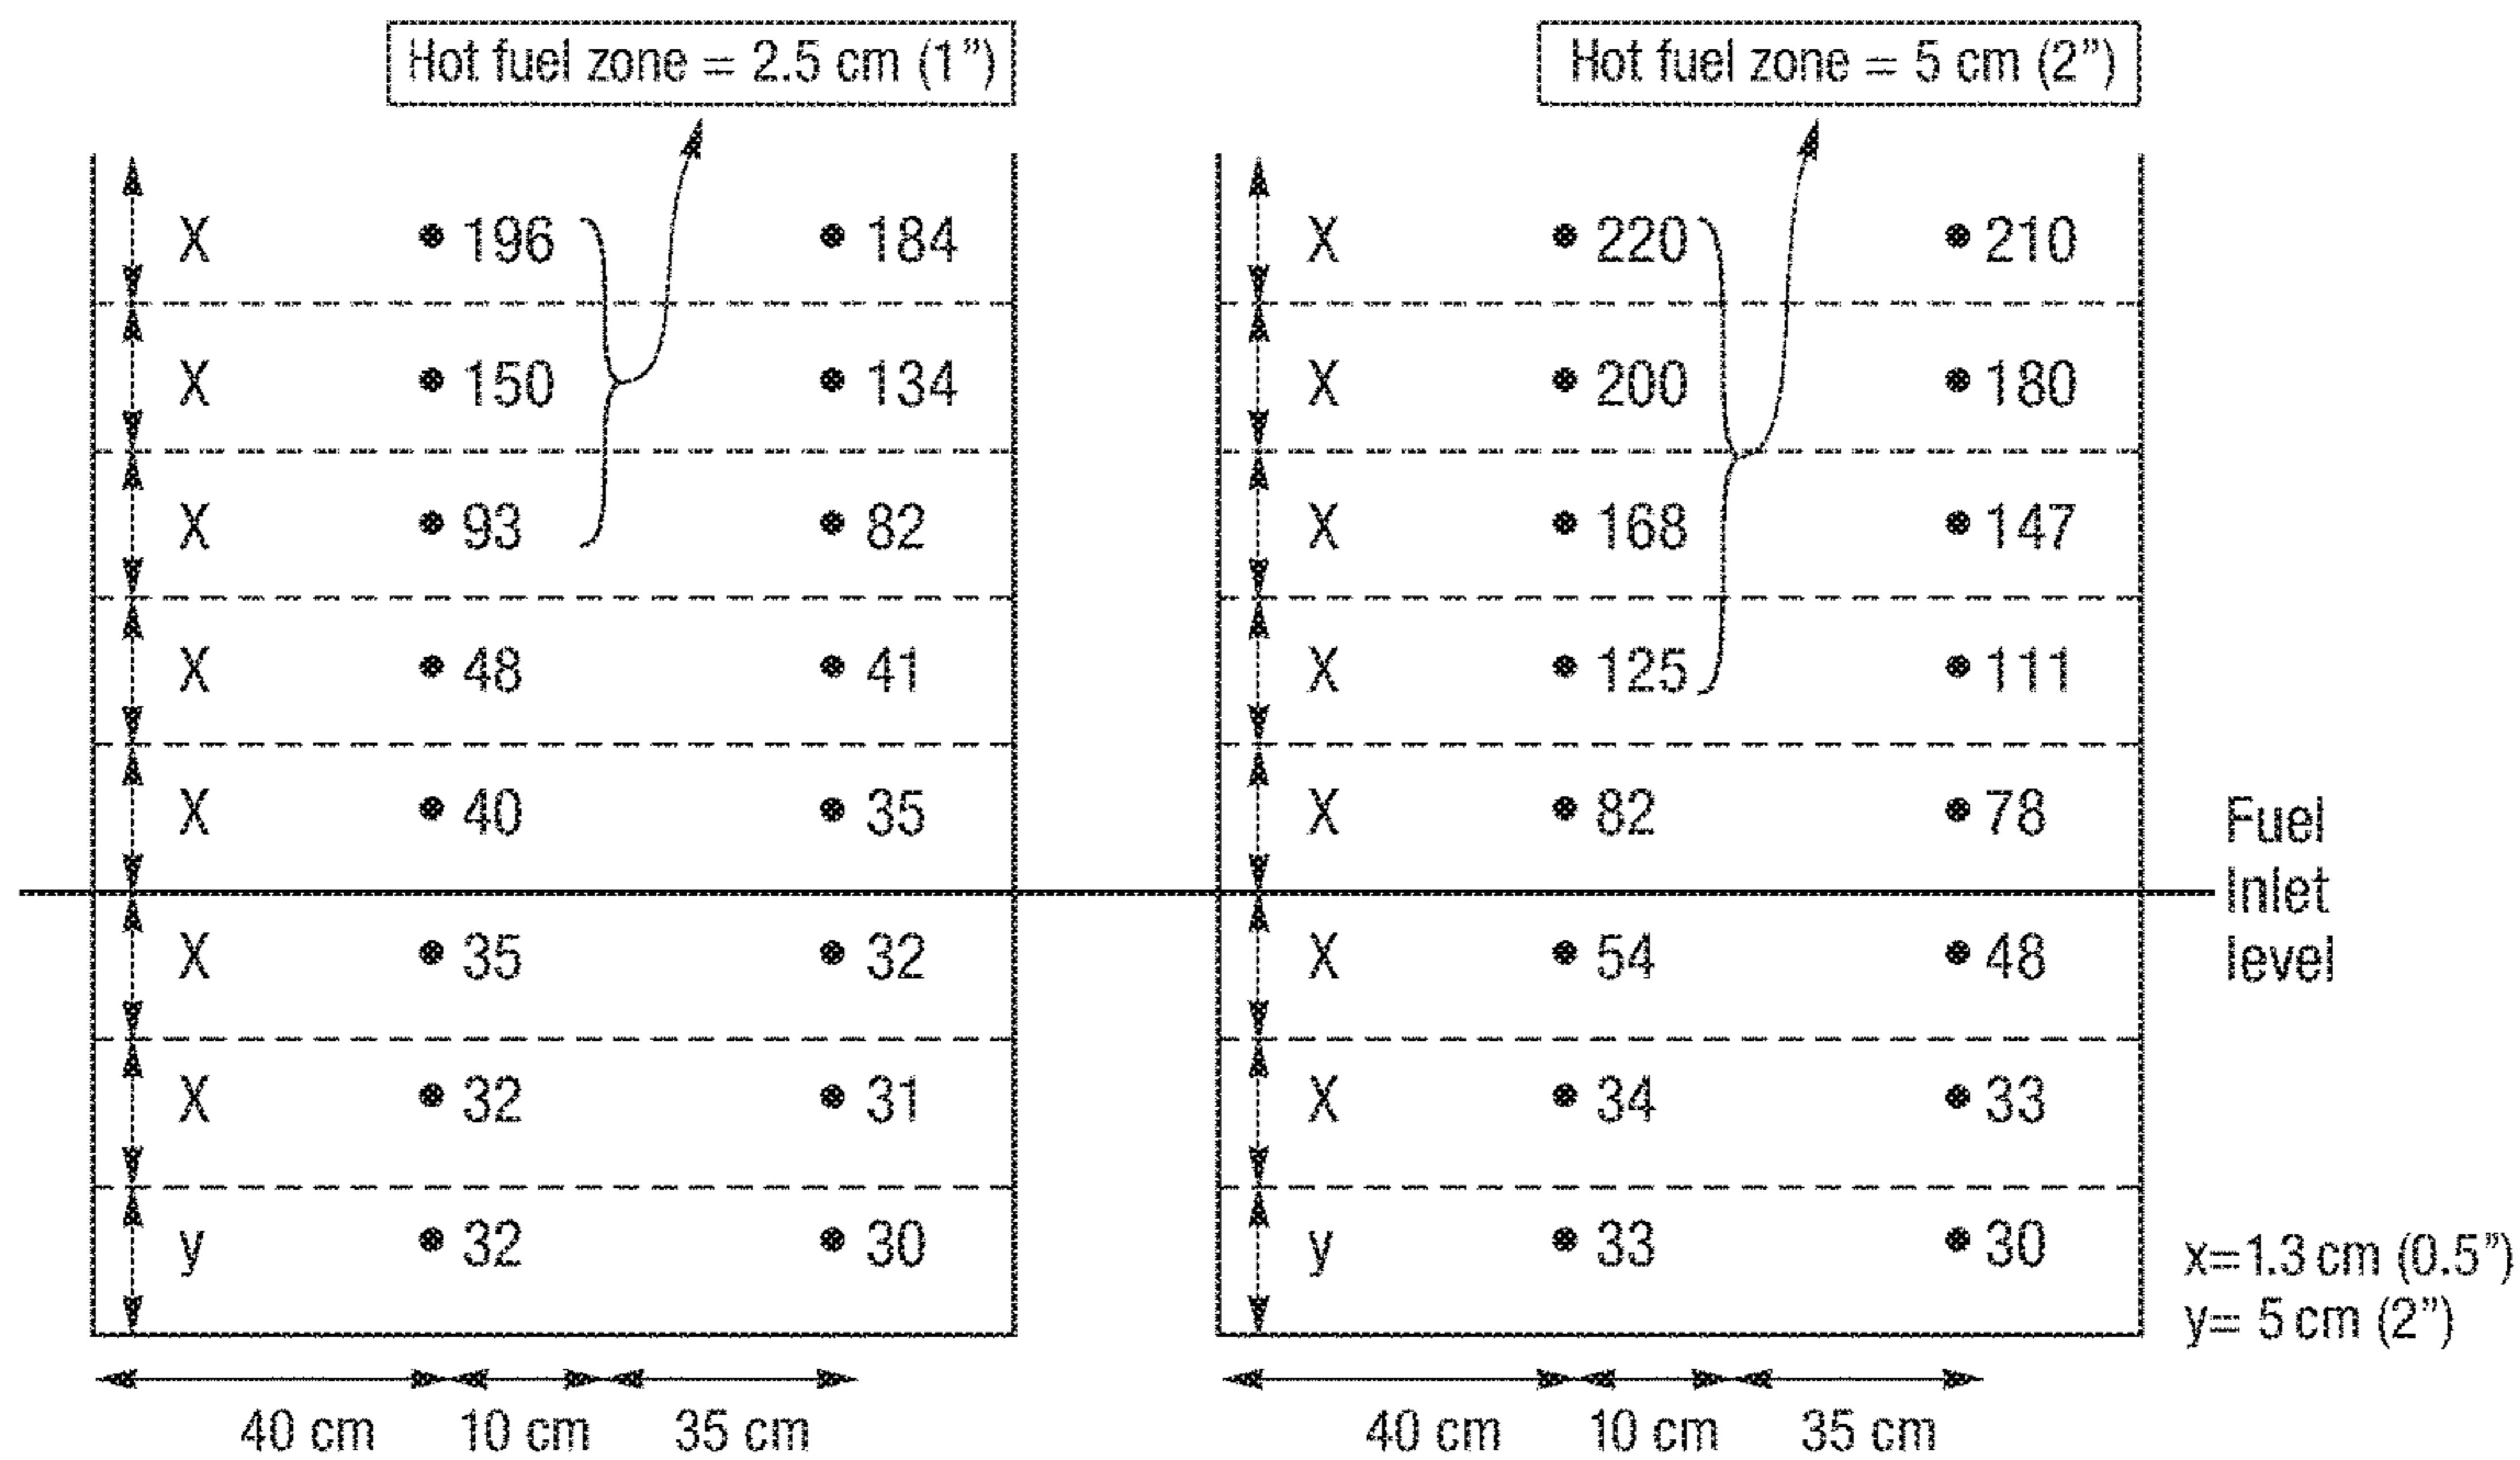 Hot fuel zone = 2.5 cm (1”)
Hot fuel zone = 5 cm (2”)
X 196 184
X 150 134
X 93 82
X 48 41
X 40 35
X 35 32
X 32 31
y 32 30
40 cm 10 cm 35 cm
X 220 210
X 200 180
X 168 147
X 125 111
X 82 78
X 54 48
X 34 33
y 33 30
40 cm 10 cm 35 cm
Fuel
Inlet
level
x=1.3 cm (0.5”)
y= 5 cm (2”)